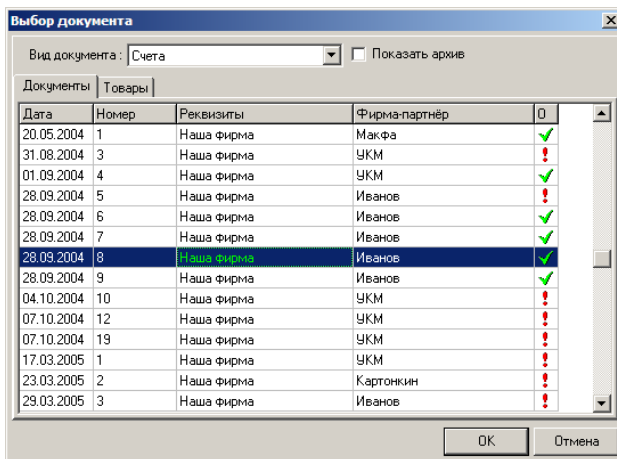 Выбор документа
Вид документа : Счета Показать архив
Документы Товары
Дата Номер Реквизиты Фирма-партнёр О
20.05.2004 1 Наша фирма Макфа
31.08.2004 3 Наша фирма УКМ
01.09.2004 4 Наша фирма УКМ
28.09.2004 5 Наша фирма Иванов
28.09.2004 6 Наша фирма Иванов
28.09.2004 7 Наша фирма Иванов
28.09.2004 8 Наша фирма Иванов
28.09.2004 9 Наша фирма Иванов
04.10.2004 10 Наша фирма УКМ
07.10.2004 12 Наша фирма УКМ
07.10.2004 19 Наша фирма УКМ
17.03.2005 1 Наша фирма УКМ
23.03.2005 2 Наша фирма Картонкин
29.03.2005 3 Наша фирма Иванов
OK Отмена